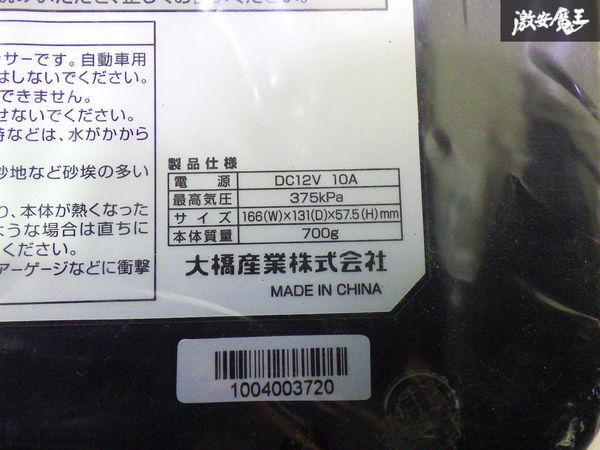 激安魔王
ッサーです。自動車用
はしないでください。
できません。
せないでください。
時などは、水がかから
砂地など砂埃の多い
り、本体が熱くなった
ような場合は直ちに
ください。
アーゲージなどに衝撃
製品仕様
電源 DC12V 10A
最高気圧 375kPa
サイズ 166(W)×131(D)×57.5(H)mm
本体質量 700g
大橋産業株式会社
MADE IN CHINA
1004003720